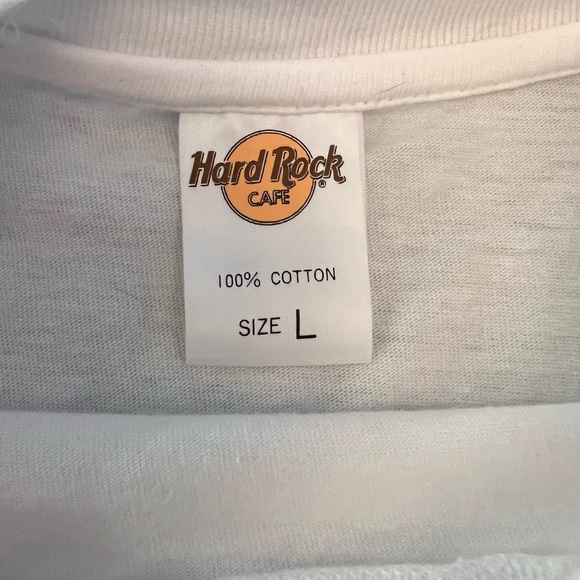 Hard Rock
CAFE
®
100% COTTON
SIZE L